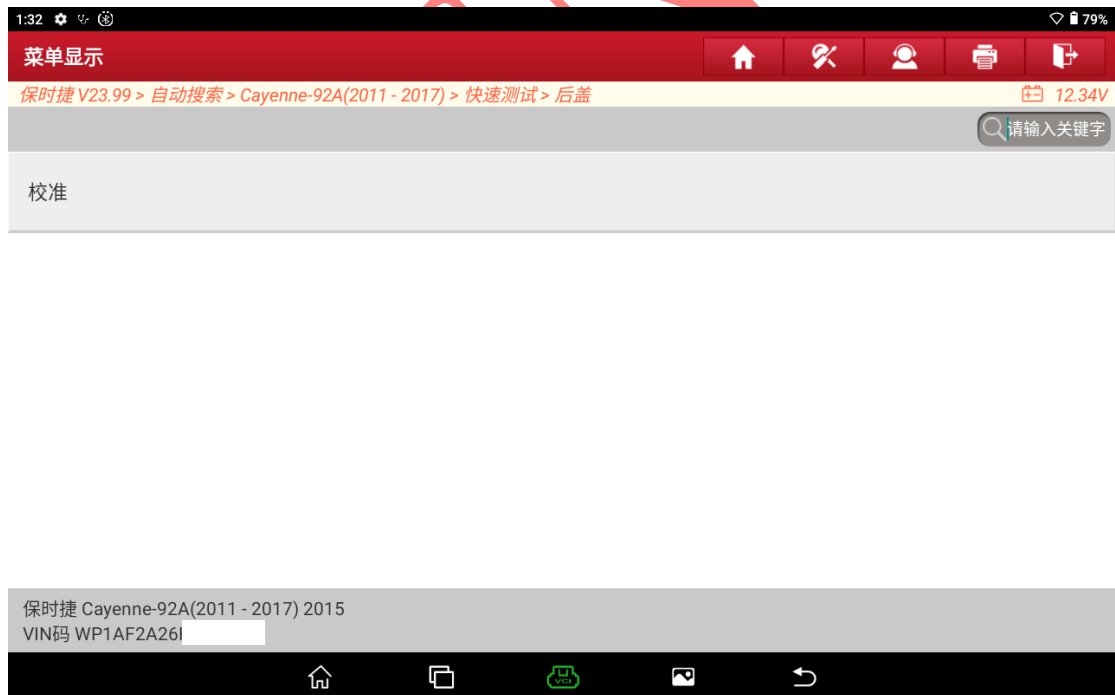 1:32 79%
菜单显示
保时捷 V23.99 > 自动搜索 > Cayenne-92A(2011 - 2017) > 快速测试 > 后盖 12.34V
请输入关键字
校准
保时捷 Cayenne-92A(2011 - 2017) 2015
VIN码 WP1AF2A26
VCI